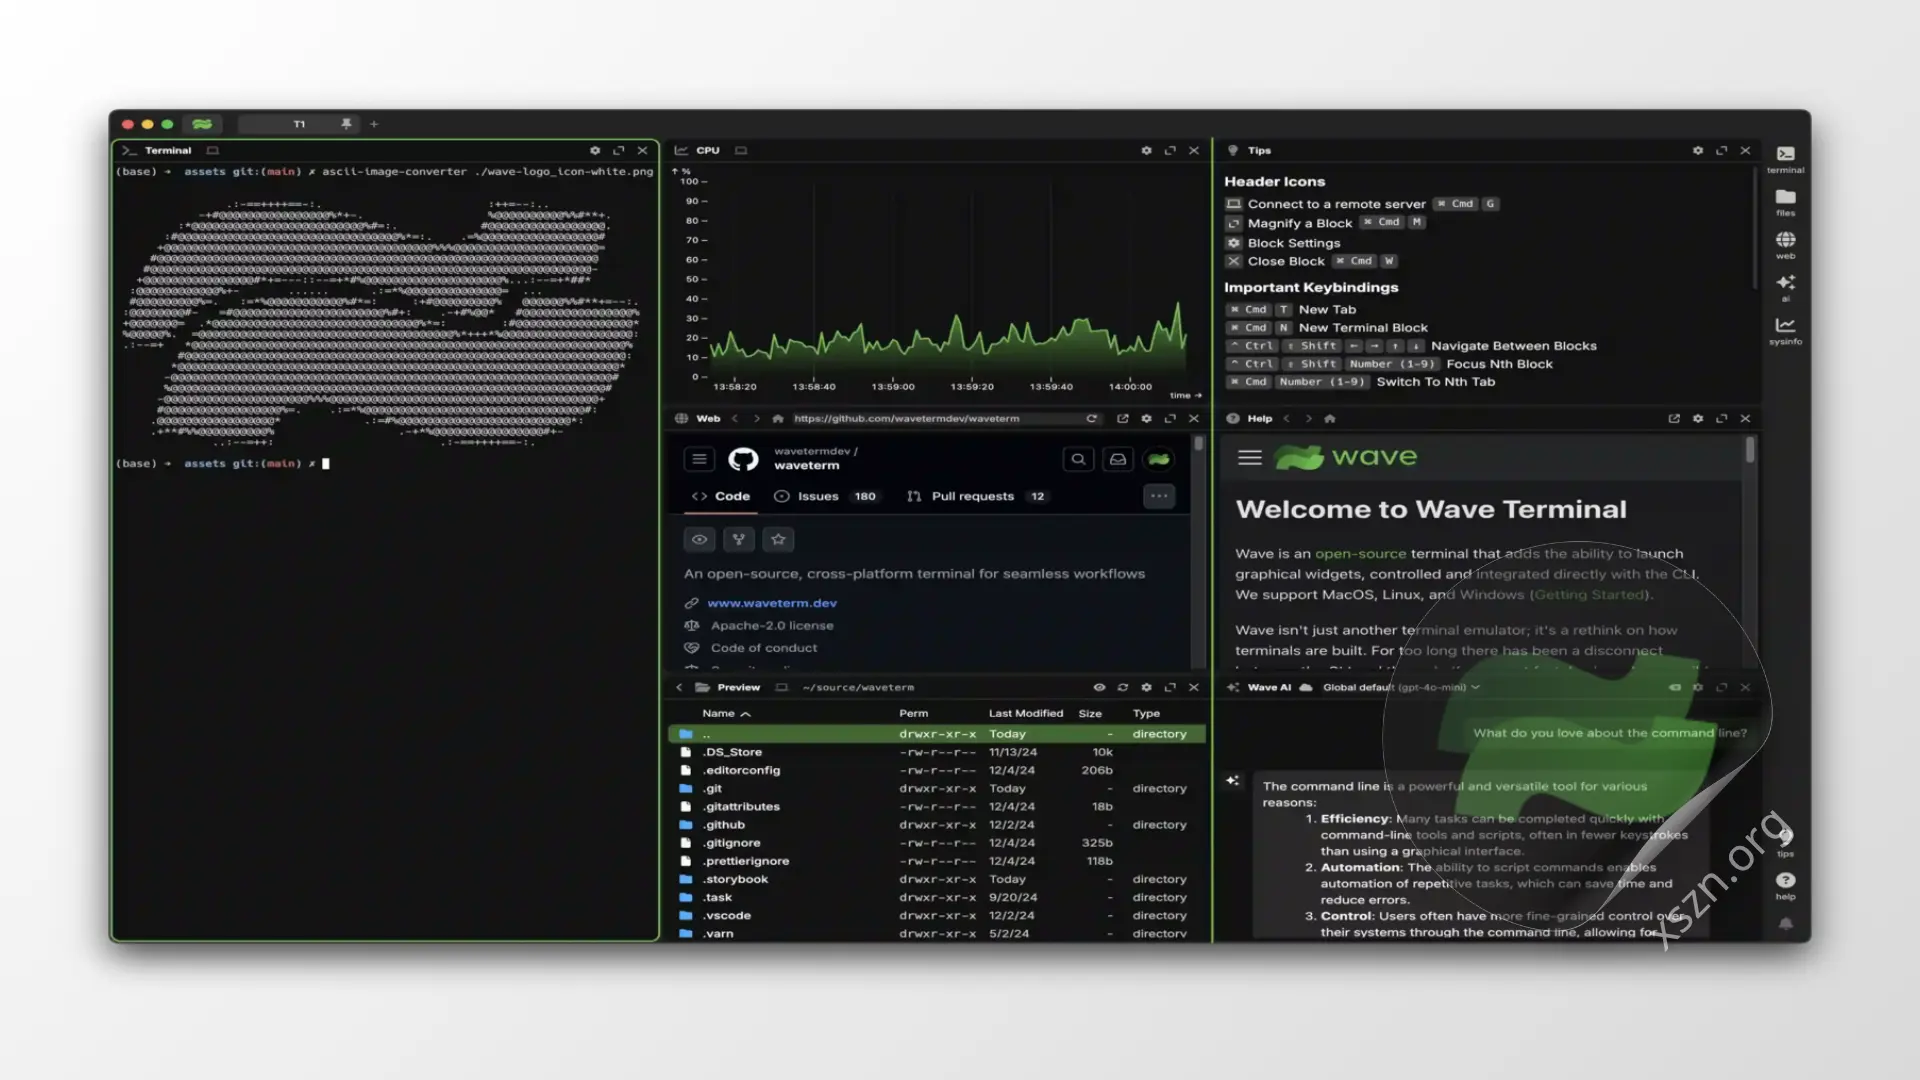 T1
Terminal
(base) → assets git:(main) ✗ ascii-image-converter ./wave-logo_icon-white.png
(base) → assets git:(main) ✗
CPU
↑ %
100
90
80
70
60
50
40
30
20
10
0
13:58:20 13:58:40 13:59:00 13:59:20 13:59:40 14:00:00
time →
Web https://github.com/wavetermdev/waveterm
wavetermdev /
waveterm
Code Issues 180 Pull requests 12
An open-source, cross-platform terminal for seamless workflows
www.waveterm.dev
Apache-2.0 license
Code of conduct
Preview ~/source/waveterm
Name Perm Last Modified Size Type
.. drwxr-xr-x Today - directory
.DS_Store -rw-r--r-- 11/13/24 10k
.editorconfig -rw-r--r-- 12/4/24 206b
.git drwxr-xr-x Today - directory
.gitattributes -rw-r--r-- 12/4/24 18b
.github drwxr-xr-x 12/2/24 - directory
.gitignore -rw-r--r-- 12/4/24 325b
.prettierignore -rw-r--r-- 12/4/24 118b
.storybook drwxr-xr-x Today - directory
.task drwxr-xr-x 9/20/24 - directory
.vscode drwxr-xr-x 12/2/24 - directory
.yarn drwxr-xr-x 5/2/24 - directory
Tips
Header Icons
Connect to a remote server ⌘ Cmd G
Magnify a Block ⌘ Cmd M
Block Settings
Close Block ⌘ Cmd W
Important Keybindings
⌘ Cmd T New Tab
⌘ Cmd N New Terminal Block
^ Ctrl ⇧ Shift ← → ↑ ↓ Navigate Between Blocks
^ Ctrl ⇧ Shift Number (1-9) Focus Nth Block
⌘ Cmd Number (1-9) Switch To Nth Tab
Help
wave
Welcome to Wave Terminal
Wave is an open-source terminal that adds the ability to launch
graphical widgets, controlled and integrated directly with the CLI.
We support MacOS, Linux, and Windows (Getting Started).
Wave isn't just another terminal emulator; it's a rethink on how
terminals are built. For too long there has been a disconnect
Wave AI Global default (gpt-4o-mini)
What do you love about the command line?
The command line is a powerful and versatile tool for various
reasons:
1. Efficiency: Many tasks can be completed quickly with
command-line tools and scripts, often in fewer keystrokes
than using a graphical interface.
2. Automation: The ability to script commands enables
automation of repetitive tasks, which can save time and
reduce errors.
3. Control: Users often have more fine-grained control over
their systems through the command line, allowing for
terminal
files
web
ai
sysinfo
tips
help
xszn.org